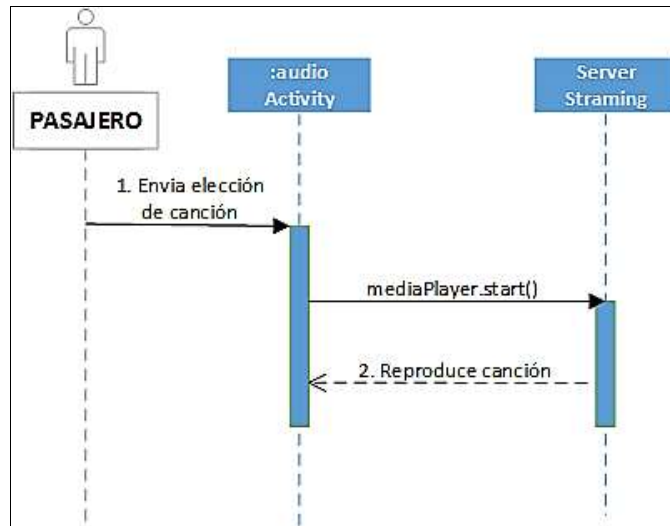 PASAJERO
:audio
Activity
Server
Straming
1. Envia elección
de canción
mediaPlayer.start()
2. Reproduce canción